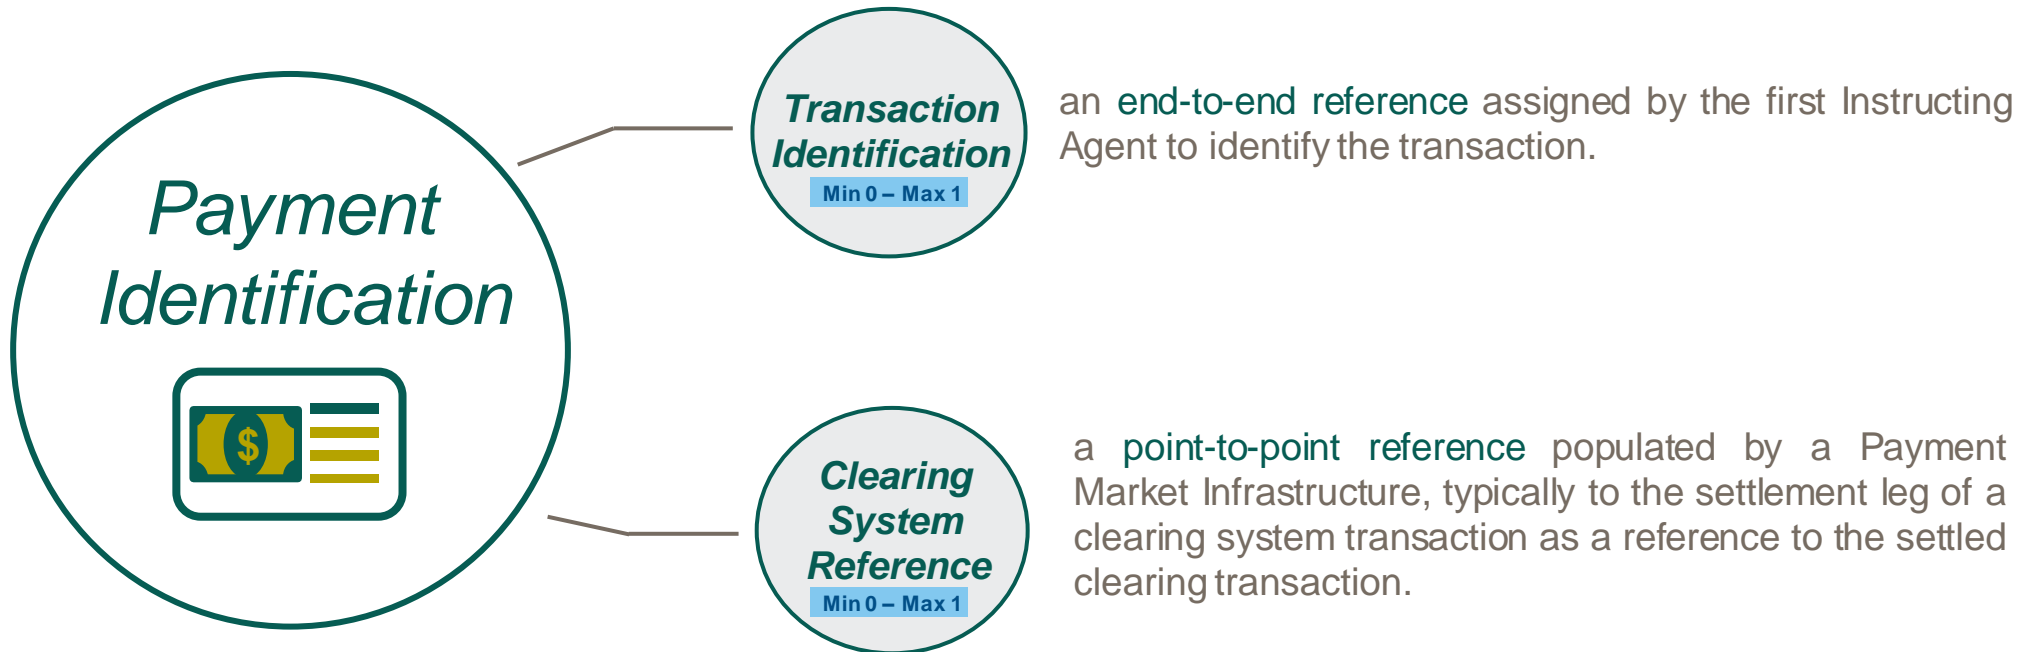 Payment
Identification
$
Transaction
Identification
Min 0 – Max 1
an end-to-end reference assigned by the first Instructing
Agent to identify the transaction.
Clearing
System
Reference
Min 0 – Max 1
a point-to-point reference populated by a Payment
Market Infrastructure, typically to the settlement leg of a
clearing system transaction as a reference to the settled
clearing transaction.